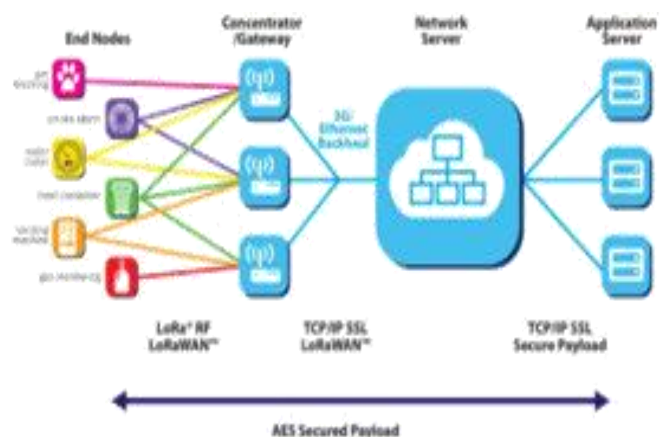 End Nodes
Concentrator
/Gateway
Network
Server
Application
Server
pet
tracking
smoke alarm
water
meter
trash container
vending
machine
gas monitoring
3G/
Ethernet
Backhaul
LoRa® RF
LoRaWAN™
TCP/IP SSL
LoRaWAN™
TCP/IP SSL
Secure Payload
AES Secured Payload